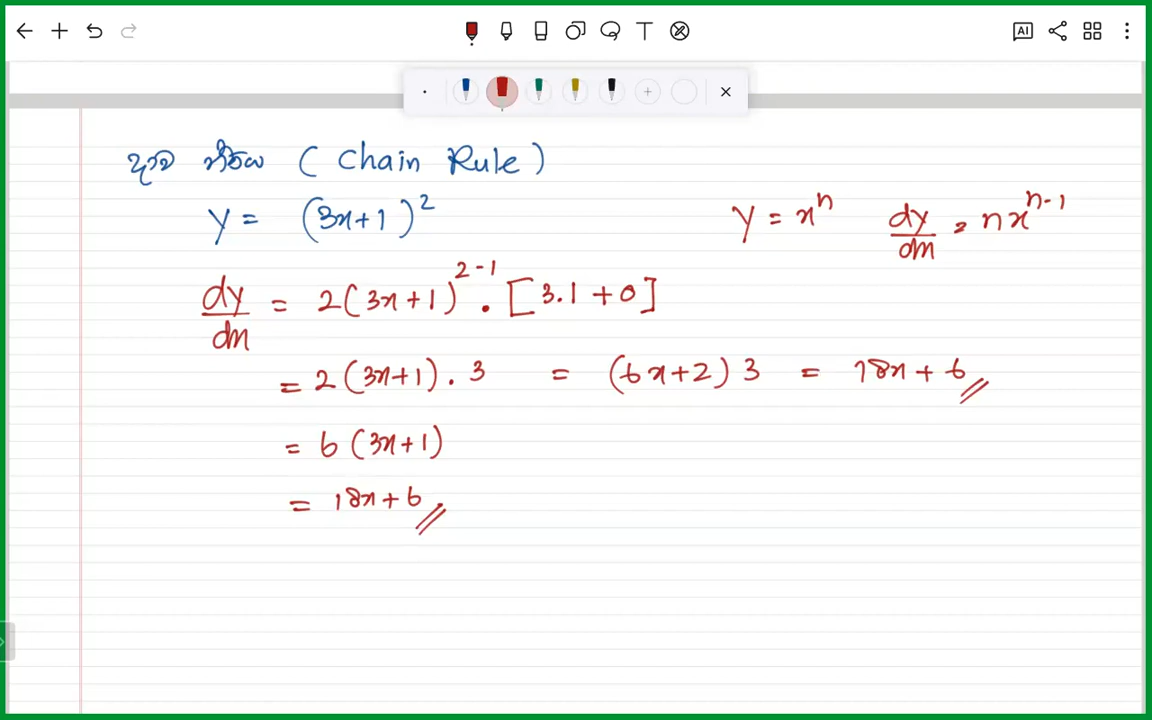 දාම නීතිය (Chain Rule)
y = (3x+1)²
y = xⁿ dy/dx = nxⁿ⁻¹
dy/dx = 2(3x+1)²⁻¹ . [3.1 + 0]
= 2(3x+1) . 3 = (6x+2) 3 = 18x + 6
= 6(3x+1)
= 18x + 6